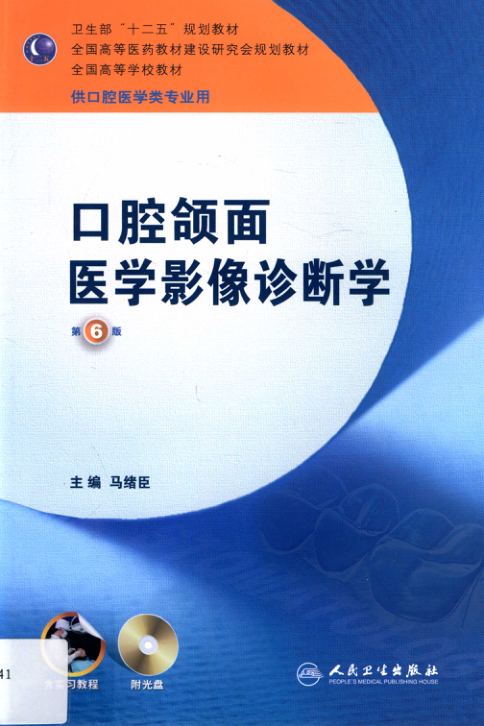 卫生部“十二五”规划教材
全国高等医药教材建设研究会规划教材
全国高等学校教材
供口腔医学类专业用
口腔颌面
医学影像诊断学
第6版
主编 马绪臣
41
习教程
附光盘
人民卫生出版社
PEOPLE'S MEDICAL PUBLISHING HOUSE